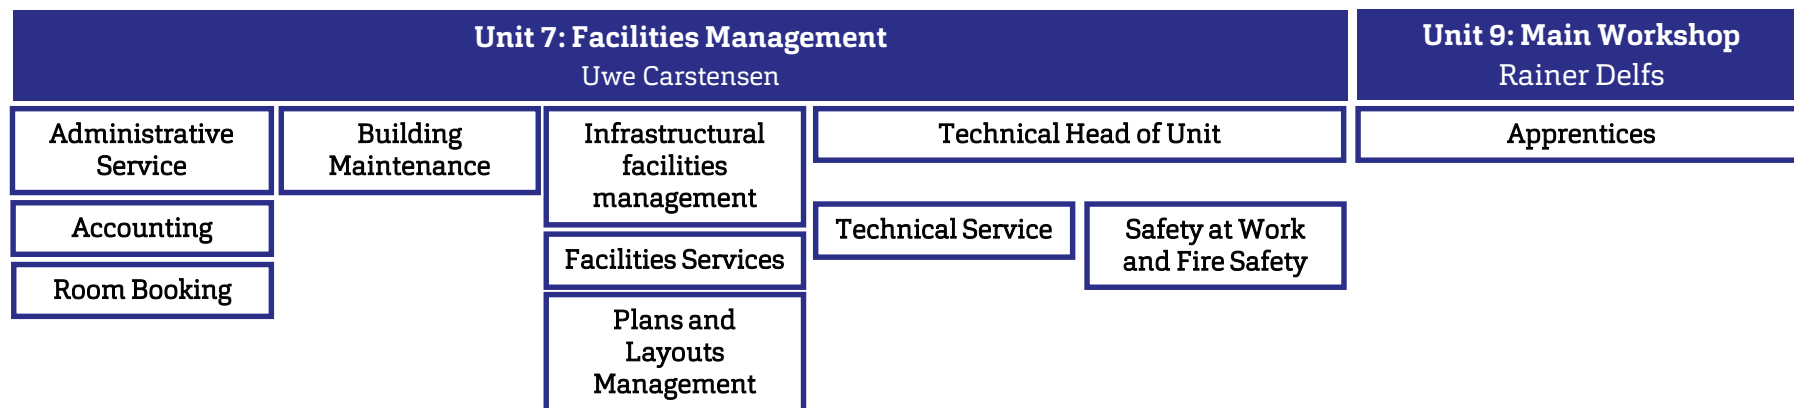 Unit 7: Facilities Management
Uwe Carstensen
Unit 9: Main Workshop
Rainer Delfs
Administrative
Service
Accounting
Room Booking
Building
Maintenance
Infrastructural
facilities
management
Facilities Services
Plans and
Layouts
Management
Technical Head of Unit
Technical Service
Safety at Work
and Fire Safety
Apprentices